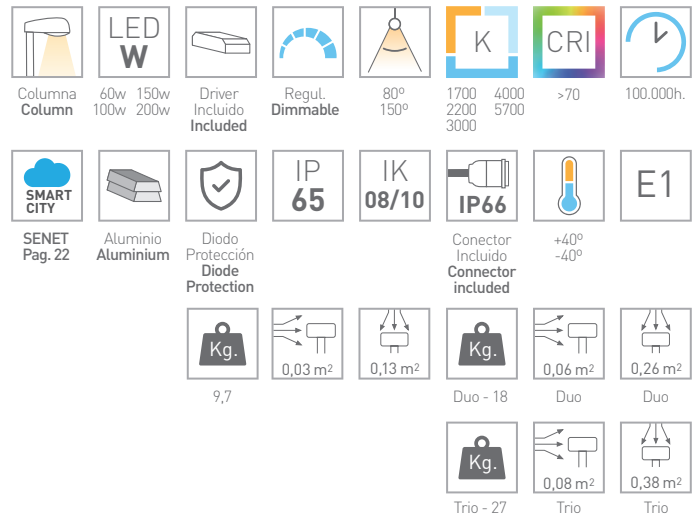 LED
W
K
CRI
Columna
Column
60w 150w
100w 200w
Driver
Incluido
Included
Regul.
Dimmable
80º
150º
1700 4000
2200 5700
3000
>70
100.000h.
SMART
CITY
IP
65
IK
08/10
IP66
E1
SENET
Pag. 22
Aluminio
Aluminium
Diodo
Protección
Diode
Protection
Conector
Incluido
Connector
included
+40º
-40º
Kg.
0,03 m²
0,13 m²
Kg.
0,06 m²
0,26 m²
9,7
Duo - 18
Duo
Duo
Kg.
0,08 m²
0,38 m²
Trio - 27
Trio
Trio